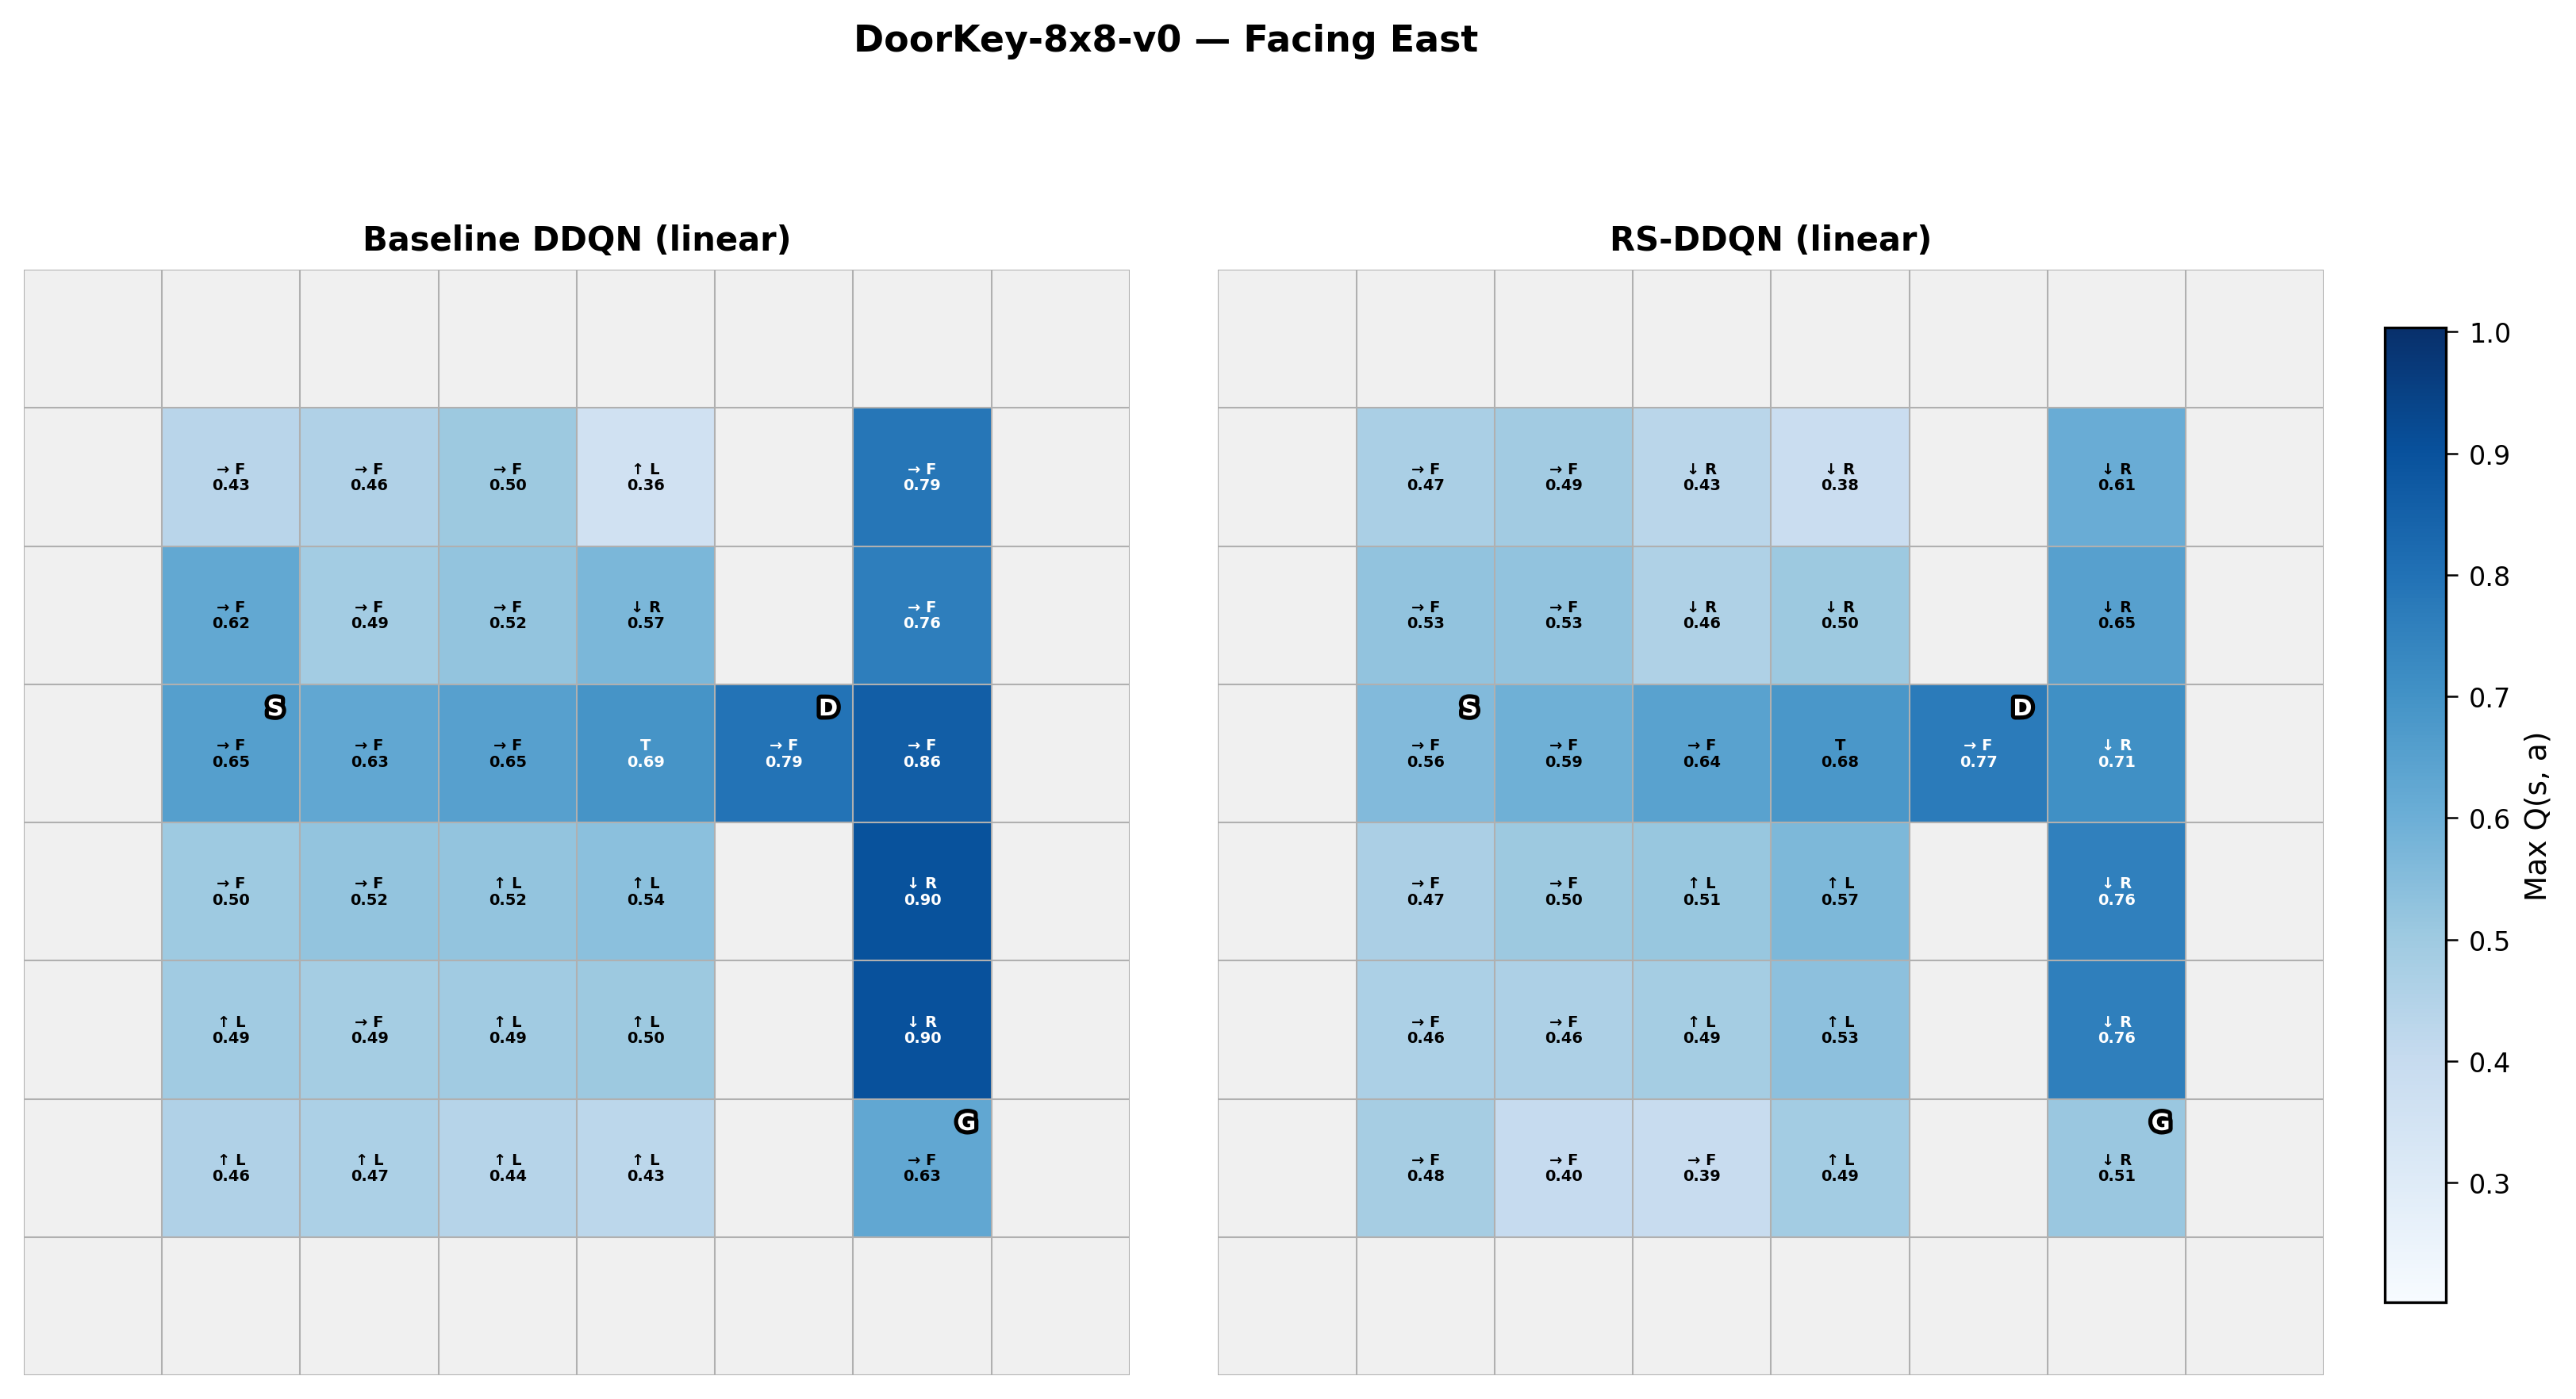 DoorKey-8x8-v0 — Facing East
Baseline DDQN (linear)
→ F → F → F ↑ L → F
0.43 0.46 0.50 0.36 0.79
→ F → F → F ↓ R → F
0.62 0.49 0.52 0.57 0.76
S D
→ F → F → F T → F → F
0.65 0.63 0.65 0.69 0.79 0.86
→ F → F ↑ L ↑ L ↓ R
0.50 0.52 0.52 0.54 0.90
↑ L → F ↑ L ↑ L ↓ R
0.49 0.49 0.49 0.50 0.90
G
↑ L ↑ L ↑ L ↑ L → F
0.46 0.47 0.44 0.43 0.63
RS-DDQN (linear)
→ F → F ↓ R ↓ R ↓ R
0.47 0.49 0.43 0.38 0.61
→ F → F ↓ R ↓ R ↓ R
0.53 0.53 0.46 0.50 0.65
S D
→ F → F → F T → F ↓ R
0.56 0.59 0.64 0.68 0.77 0.71
→ F → F ↑ L ↑ L ↓ R
0.47 0.50 0.51 0.57 0.76
→ F → F ↑ L ↑ L ↓ R
0.46 0.46 0.49 0.53 0.76
G
→ F → F → F ↑ L ↓ R
0.48 0.40 0.39 0.49 0.51
1.0
0.9
0.8
0.7
0.6
0.5
0.4
0.3
Max Q(s, a)